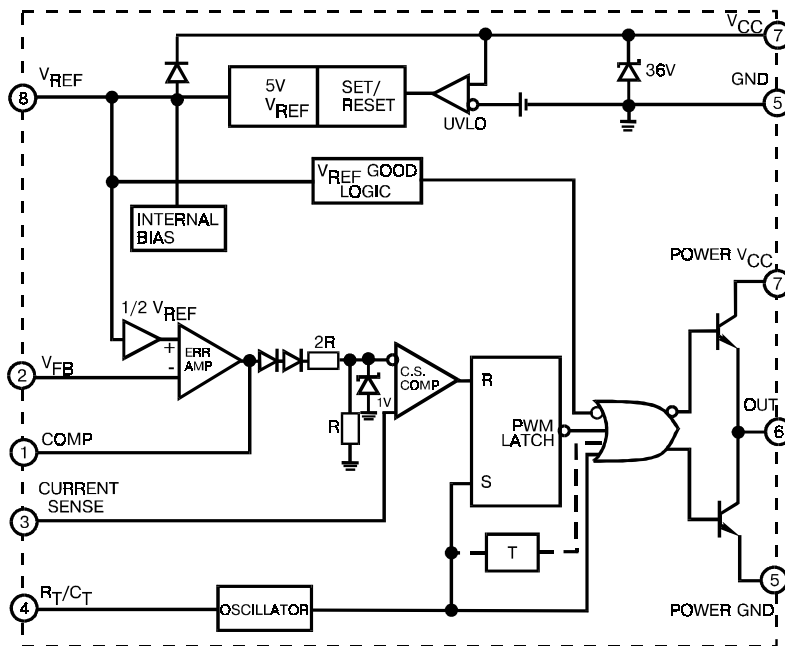 VCC
7
VREF
8
5V
VREF
SET/
RESET
36V
GND
5
UVLO
VREF GOOD
LOGIC
INTERNAL
BIAS
POWER VCC
7
1/2 VREF
+
ERR
AMP
-
2R
C.S.
COMP
1V
R
VFB
2
R
PWM
LATCH
S
OUT
6
COMP
1
CURRENT
SENSE
3
T
RT/CT
4
OSCILLATOR
5
POWER GND